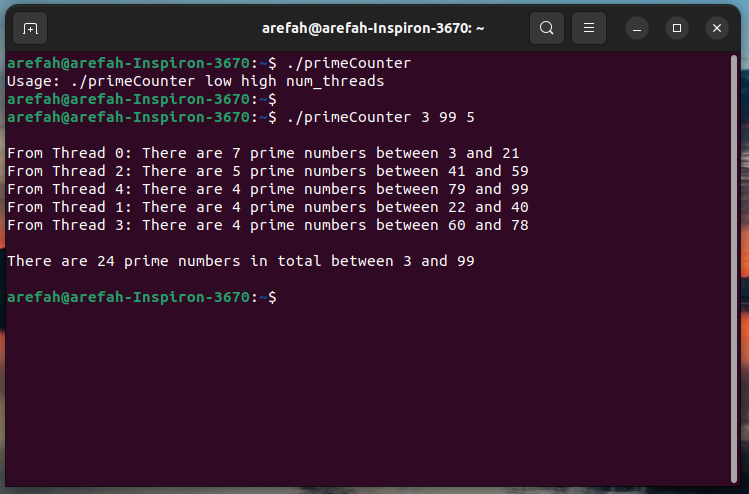 arefah@arefah-Inspiron-3670: ~
arefah@arefah-Inspiron-3670:~$ ./primeCounter
Usage: ./primeCounter low high num_threads
arefah@arefah-Inspiron-3670:~$
arefah@arefah-Inspiron-3670:~$ ./primeCounter 3 99 5
From Thread 0: There are 7 prime numbers between 3 and 21
From Thread 2: There are 5 prime numbers between 41 and 59
From Thread 4: There are 4 prime numbers between 79 and 99
From Thread 1: There are 4 prime numbers between 22 and 40
From Thread 3: There are 4 prime numbers between 60 and 78
There are 24 prime numbers in total between 3 and 99
arefah@arefah-Inspiron-3670:~$